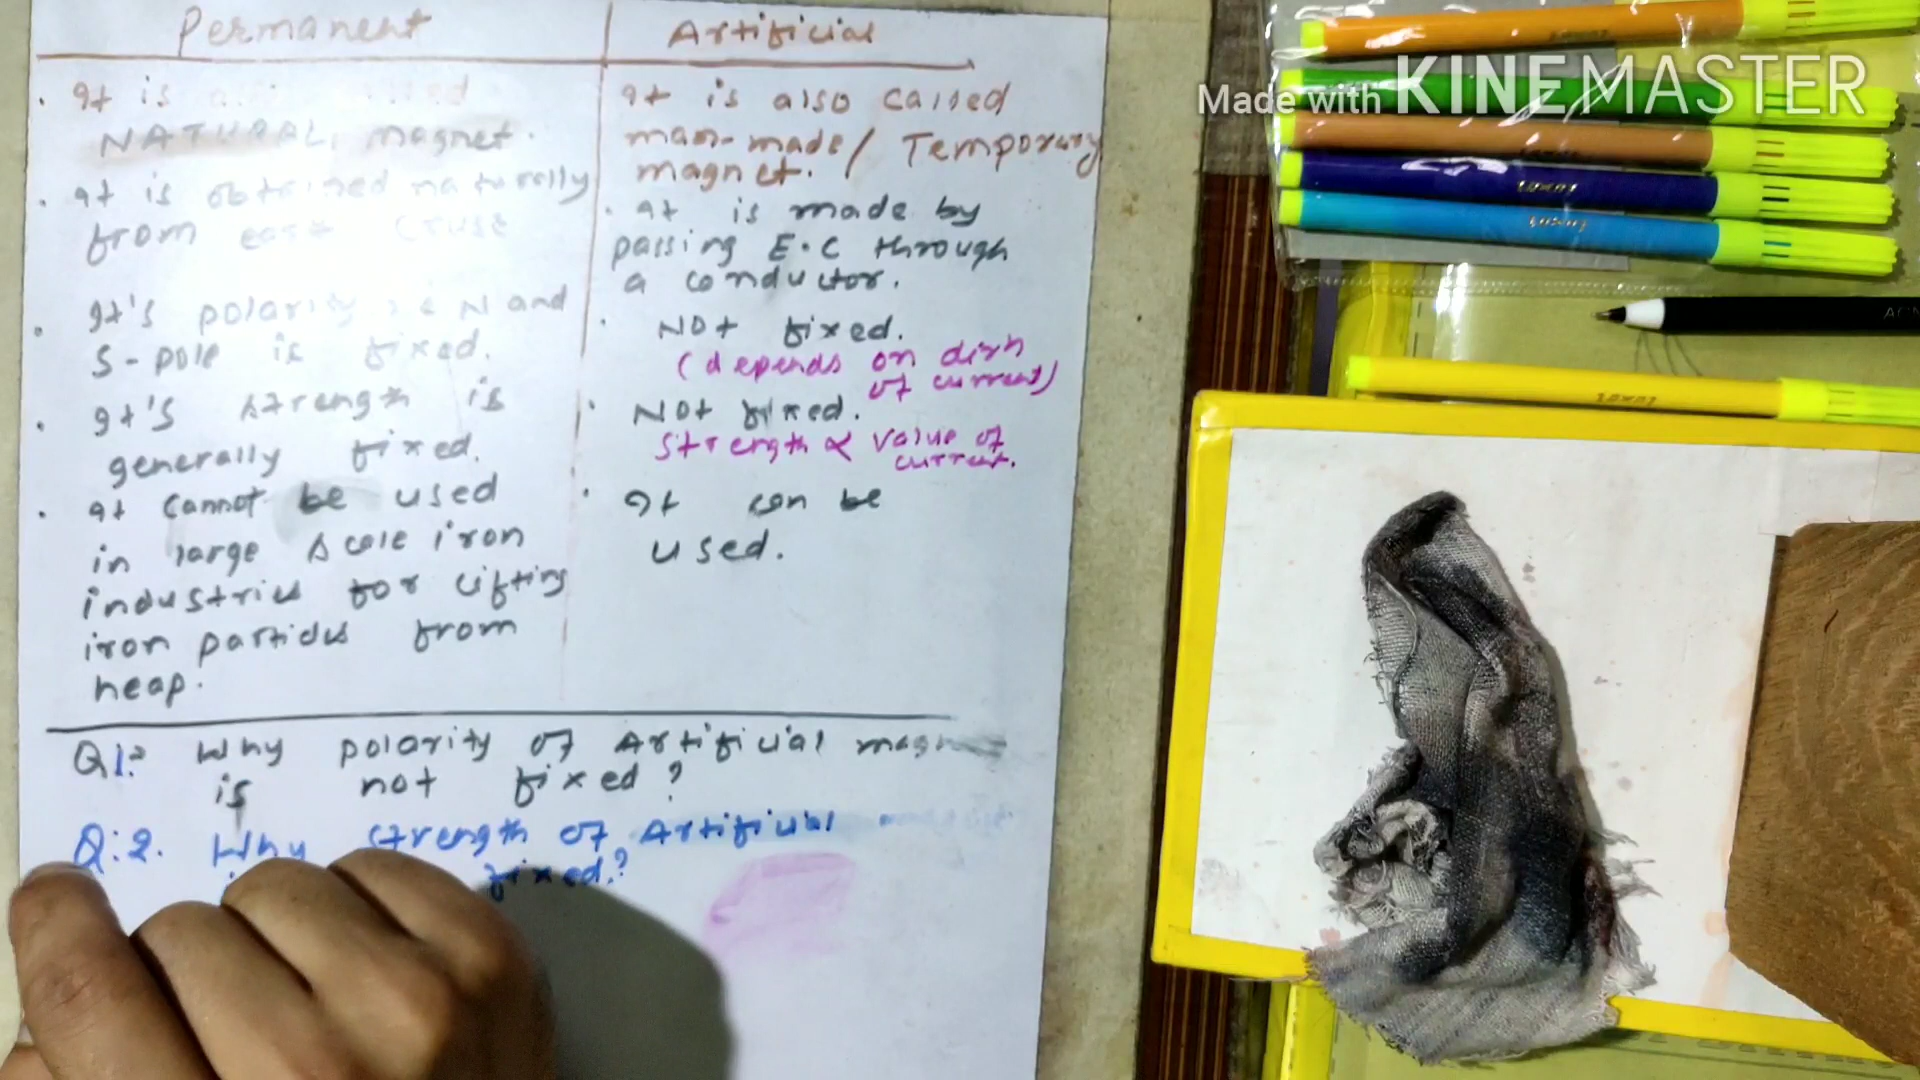 Permanent
Artificial
. It is also called
NATURAL magnet.
. It is obtained naturally
from
. It's polarity i.e N and
S-pole is fixed.
. It's strength is
generally fixed.
. It cannot be used
in large scale iron
industries for lifting
iron particles from
heap.
It is also called
man-made/ Temporary
magnet.
. It is made by
passing E.C through
a conductor.
. NOt fixed.
(depends on dirn
of current)
. NOt fixed.
Strength ∝ value of
current.
. It can be
used.
Q1: Why polarity of Artificial
is not fixed?
Q:2. Why strength of Artificial
fixed?
Made with KINEMASTER